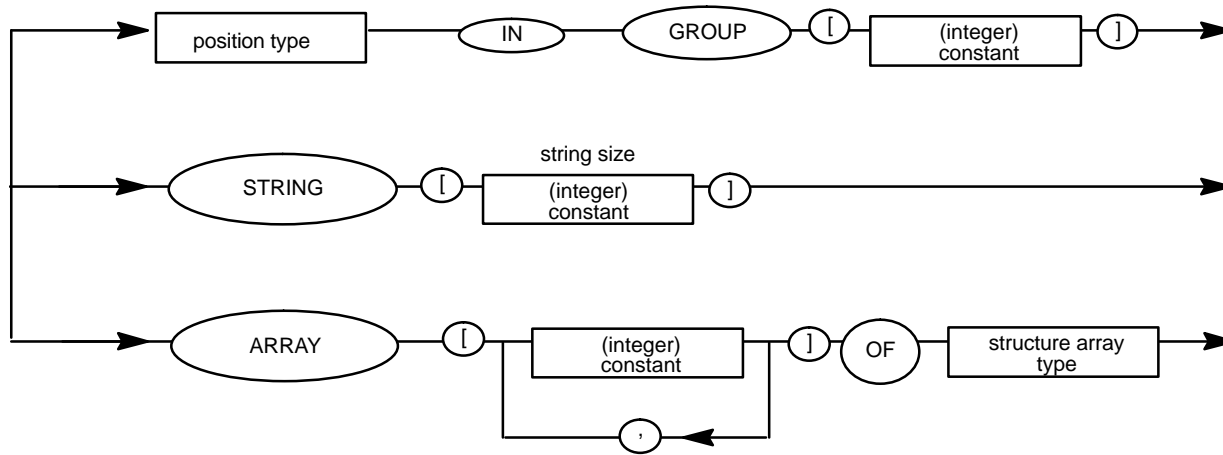 position type IN GROUP [ (integer) ]
constant
string size
STRING [ (integer) ]
constant
ARRAY [ (integer) ] OF structure array
constant type
,